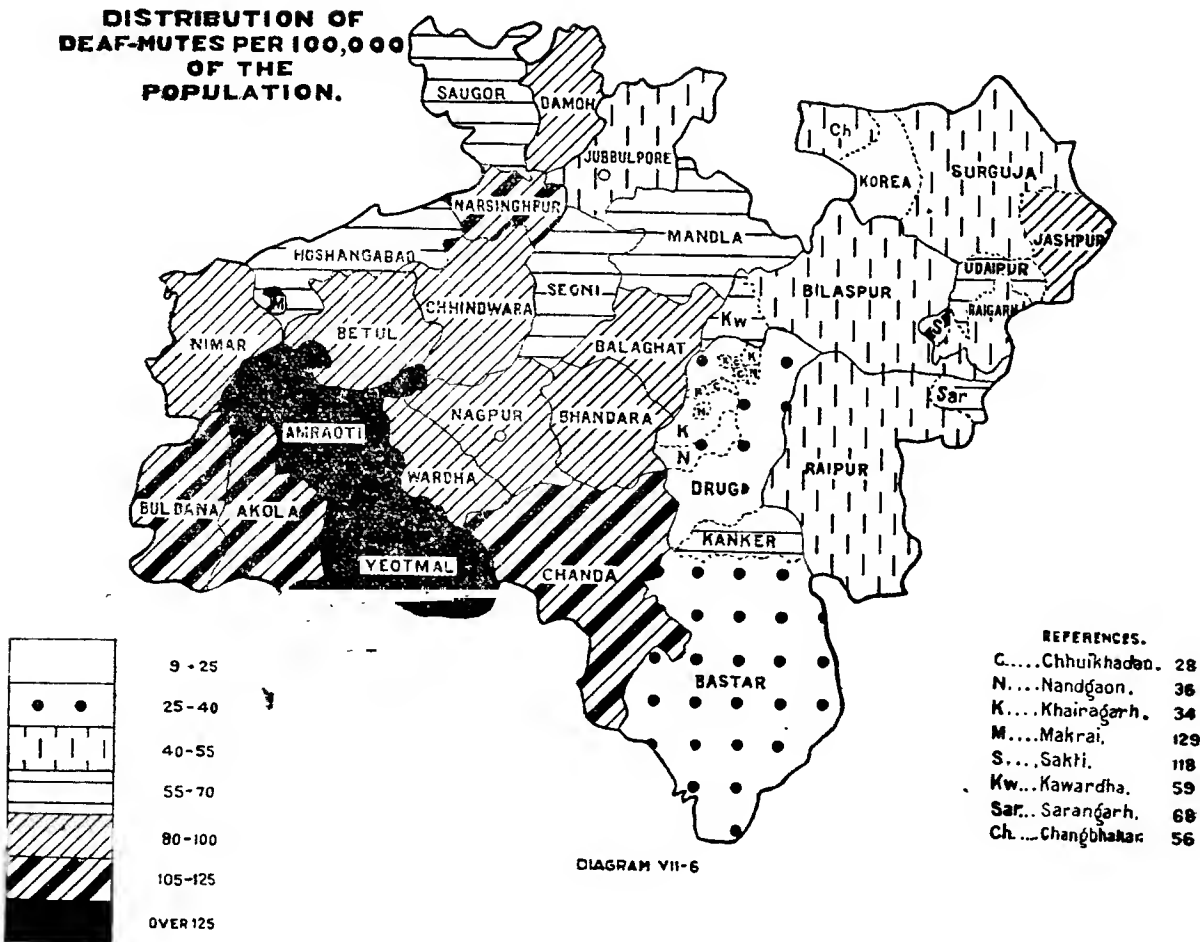 DISTRIBUTION OF
DEAF-MUTES PER 100,000
OF THE
POPULATION.
SAUGOR
DAMOH
JUBBULPORE
Ch
KOREA
SURGUJA
JASHPUR
NARSINGHPUR
MANDLA
HOSHANGABAD
UDAIPUR
M
CHHINDWARA
SEONI
BILASPUR
RAIGARH
S
NIMAR
BETUL
BALAGHAT
Kw
Sar
AMRAOTI
NAGPUR
BHANDARA
K
N
RAIPUR
WARDHA
DRUG
BULDANA
AKOLA
KANKER
YEOTMAL
CHANDA
BASTAR
9 - 25
25-40
40-55
55-70
80-100
105-125
OVER 125
REFERENCES.
C.....Chhuikhadan. 28
N....Nandgaon. 36
K....Khairagarh. 34
M....Makrai. 129
S....Sakti. 118
Kw...Kawardha. 59
Sar...Sarangarh. 68
Ch....Changbhakar 56
DIAGRAM VII-6